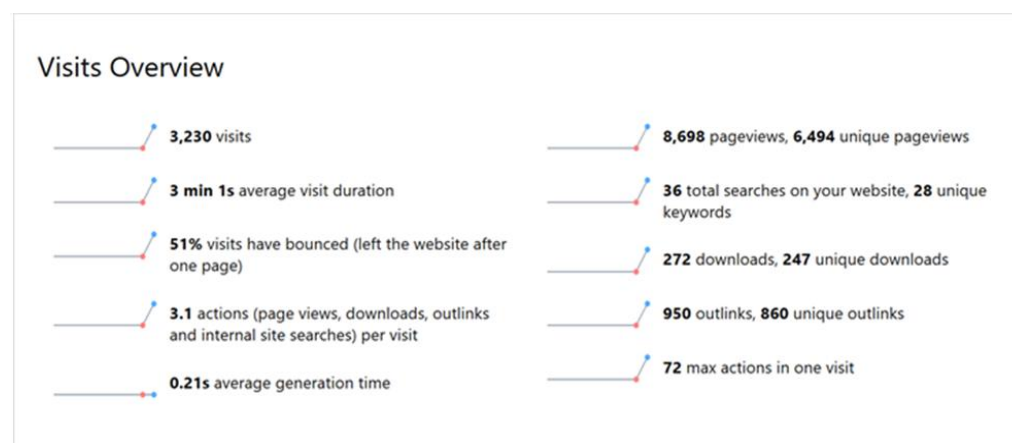 Visits Overview
3,230 visits
3 min 1s average visit duration
51% visits have bounced (left the website after
one page)
3.1 actions (page views, downloads, outlinks
and internal site searches) per visit
0.21s average generation time
8,698 pageviews, 6,494 unique pageviews
36 total searches on your website, 28 unique
keywords
272 downloads, 247 unique downloads
950 outlinks, 860 unique outlinks
72 max actions in one visit